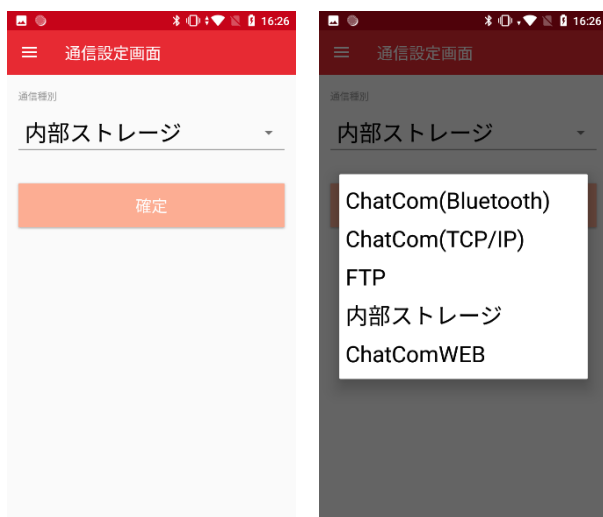 16:26
通信設定画面
通信種別
内部ストレージ
確定
16:26
通信設定画面
通信種別
内部ストレージ
ChatCom(Bluetooth)
ChatCom(TCP/IP)
FTP
内部ストレージ
ChatComWEB